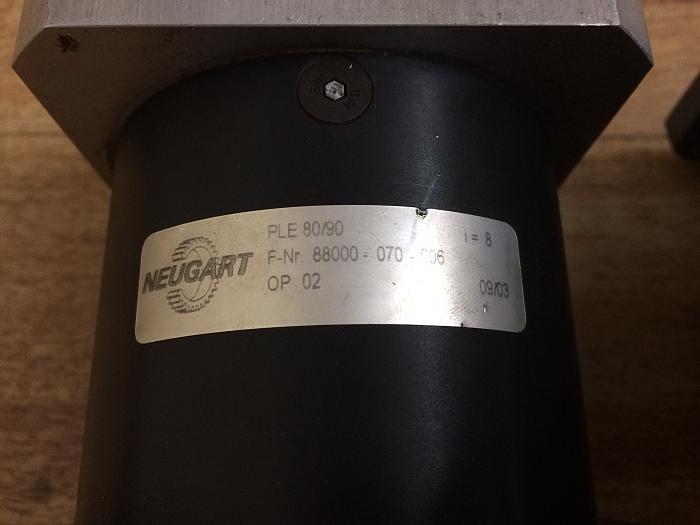 NEUGART
PLE 80/90 i = 8
F-Nr. 88000 - 070 - 006
OP 02 09/03